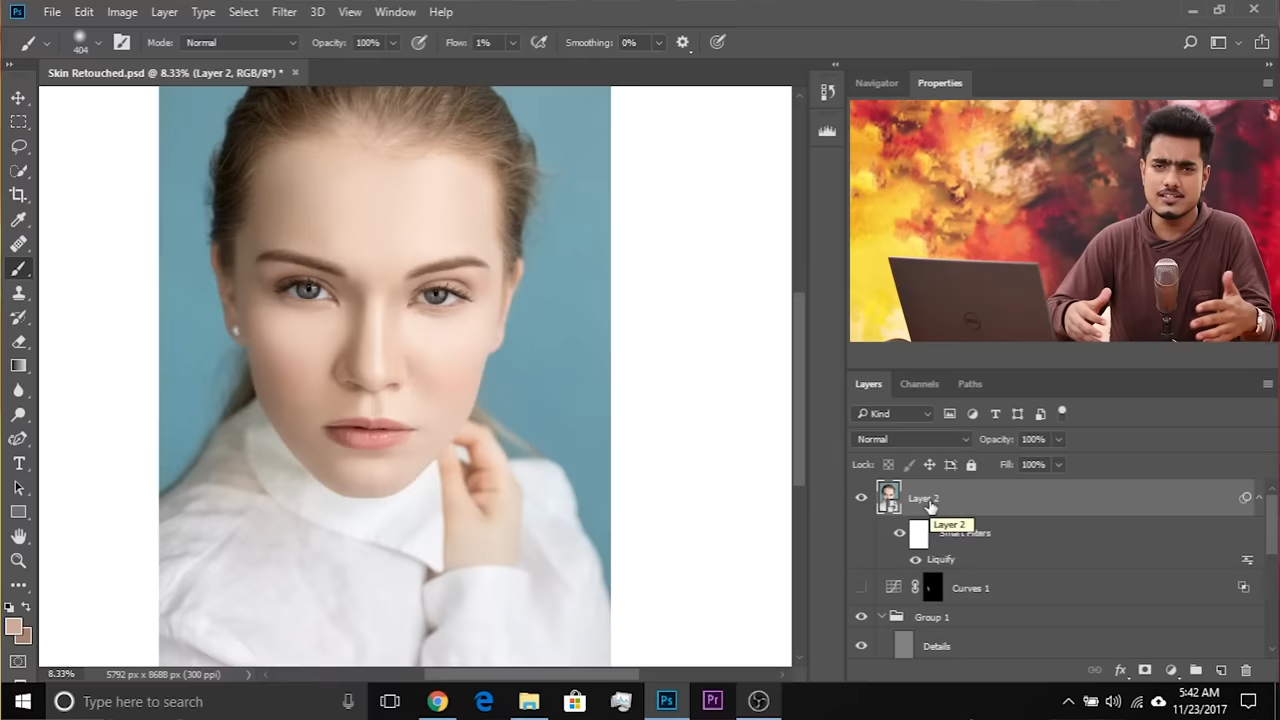 Ps File Edit Image Layer Type Select Filter 3D View Window Help
404 Mode: Normal Opacity: 100% Flow: 1% Smoothing: 0%
Skin Retouched.psd @ 8.33% (Layer 2, RGB/8*) * ×
Navigator Properties
Layers Channels Paths
Kind
Normal Opacity: 100%
Lock: Fill: 100%
Layer 2
Layer 2
Smart Filters
Liquify
Curves 1
Group 1
Details
8.33% 5792 px x 8688 px (300 ppi)
Type here to search
Ps
Pr
5:42 AM
11/23/2017